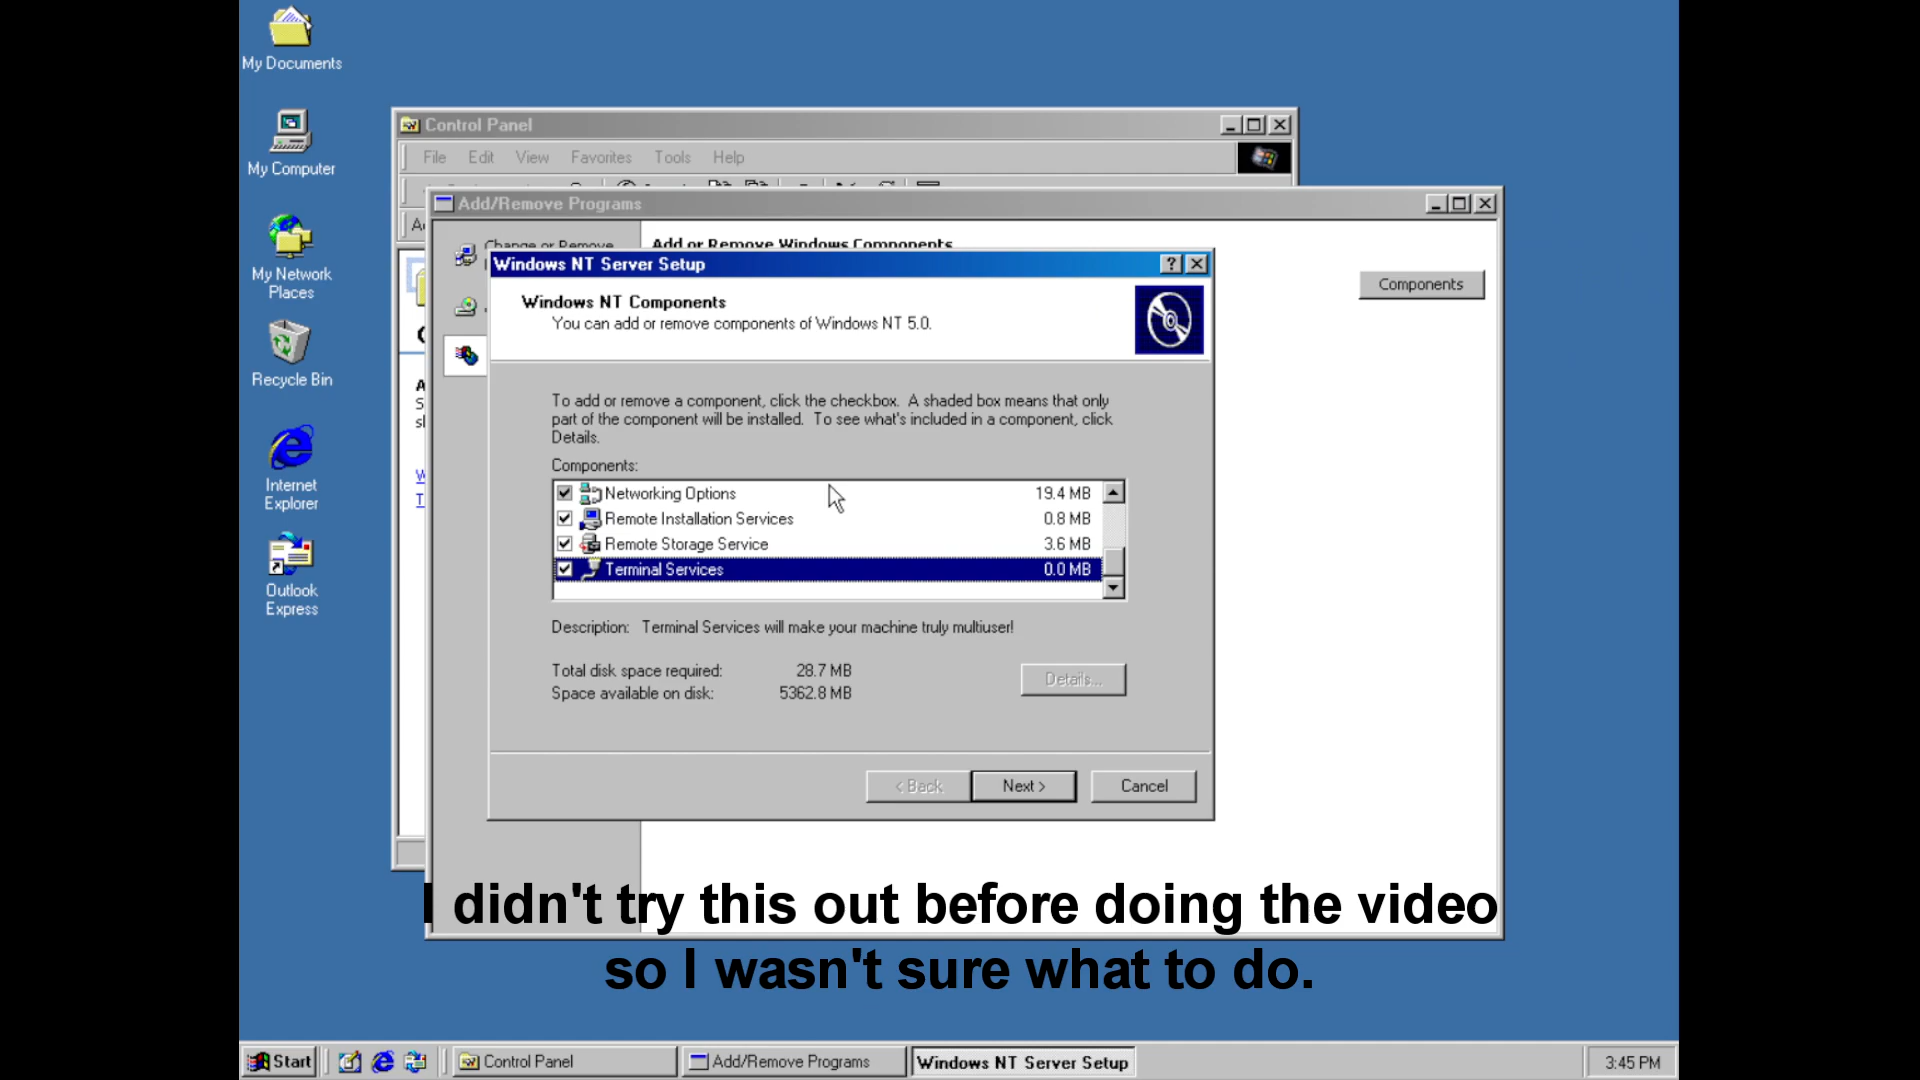 My Documents
My Computer
My Network
Places
Recycle Bin
Internet
Explorer
Outlook
Express
Control Panel
File Edit View Favorites Tools Help
Add/Remove Programs
Change or Remove
Add or Remove Windows Components
Components
Windows NT Server Setup
Windows NT Components
You can add or remove components of Windows NT 5.0.
To add or remove a component, click the checkbox. A shaded box means that only
part of the component will be installed. To see what's included in a component, click
Details.
Components:
Networking Options 19.4 MB
Remote Installation Services 0.8 MB
Remote Storage Service 3.6 MB
Terminal Services 0.0 MB
Description: Terminal Services will make your machine truly multiuser!
Total disk space required: 28.7 MB
Space available on disk: 5362.8 MB
Details...
< Back Next > Cancel
I didn't try this out before doing the video
so I wasn't sure what to do.
Start Control Panel Add/Remove Programs Windows NT Server Setup 3:45 PM